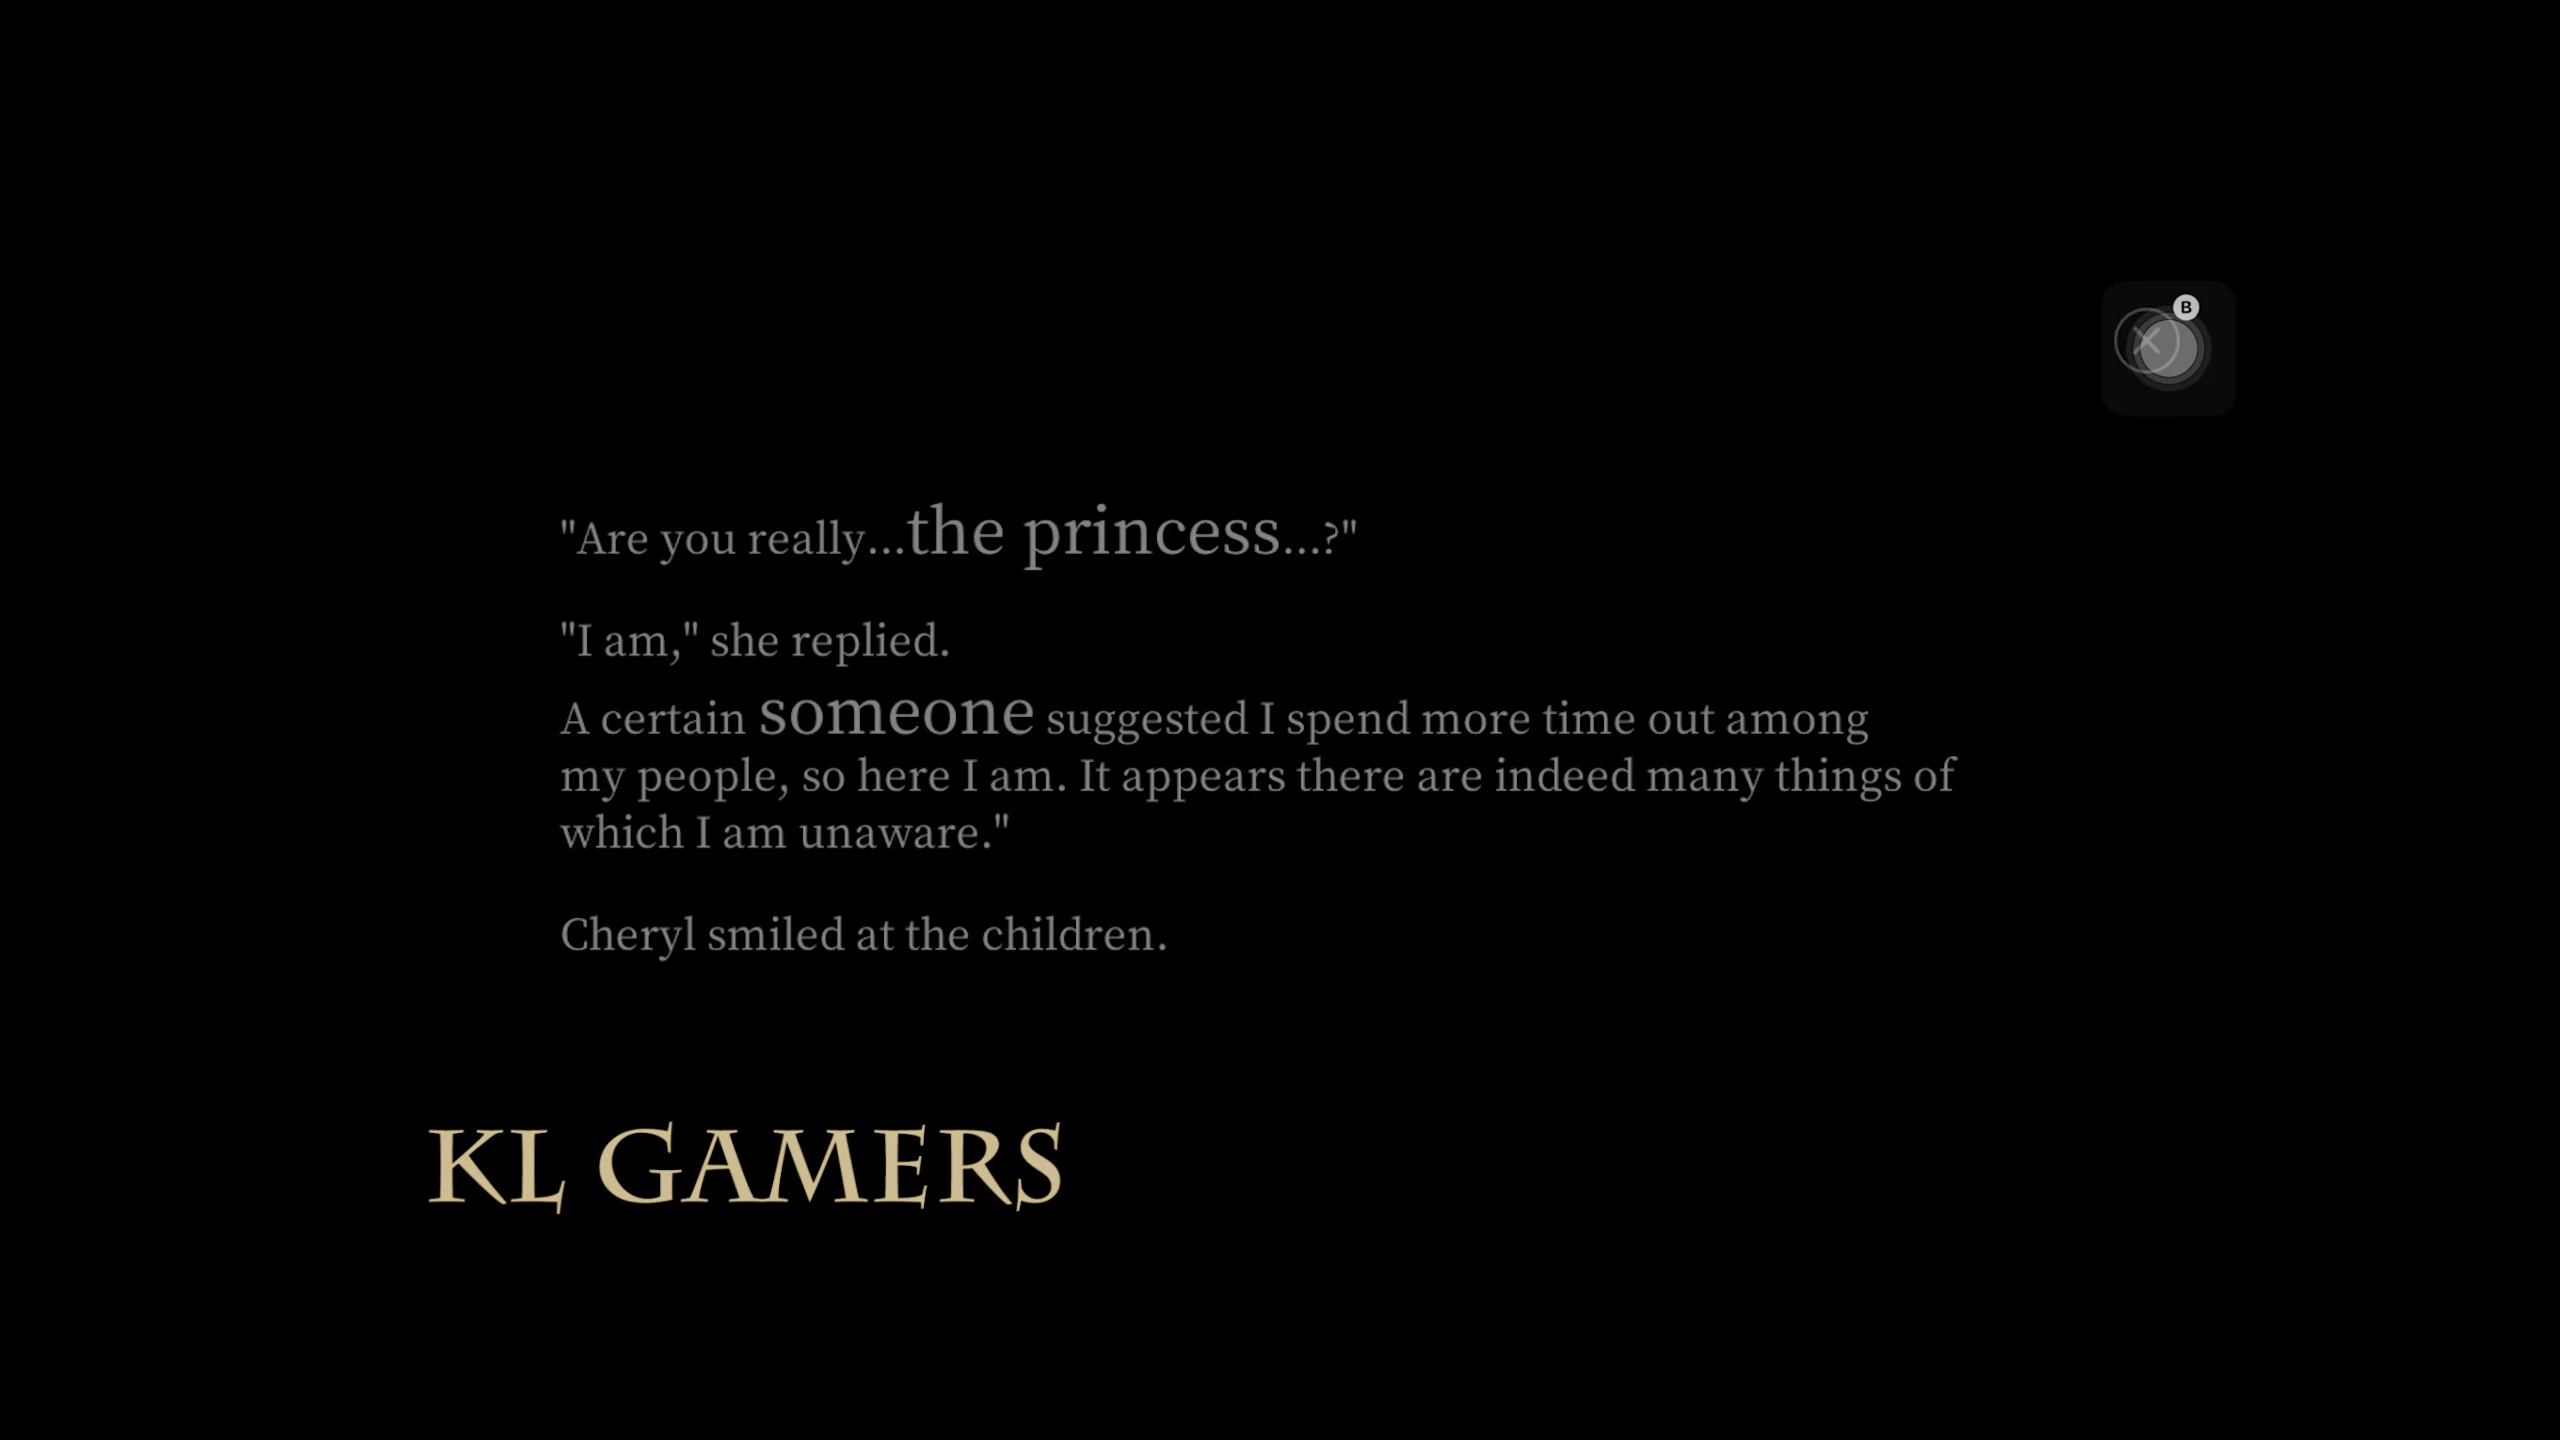 B
"Are you really...the princess...?"
"I am," she replied.
A certain someone suggested I spend more time out among
my people, so here I am. It appears there are indeed many things of
which I am unaware."
Cheryl smiled at the children.
KL GAMERS